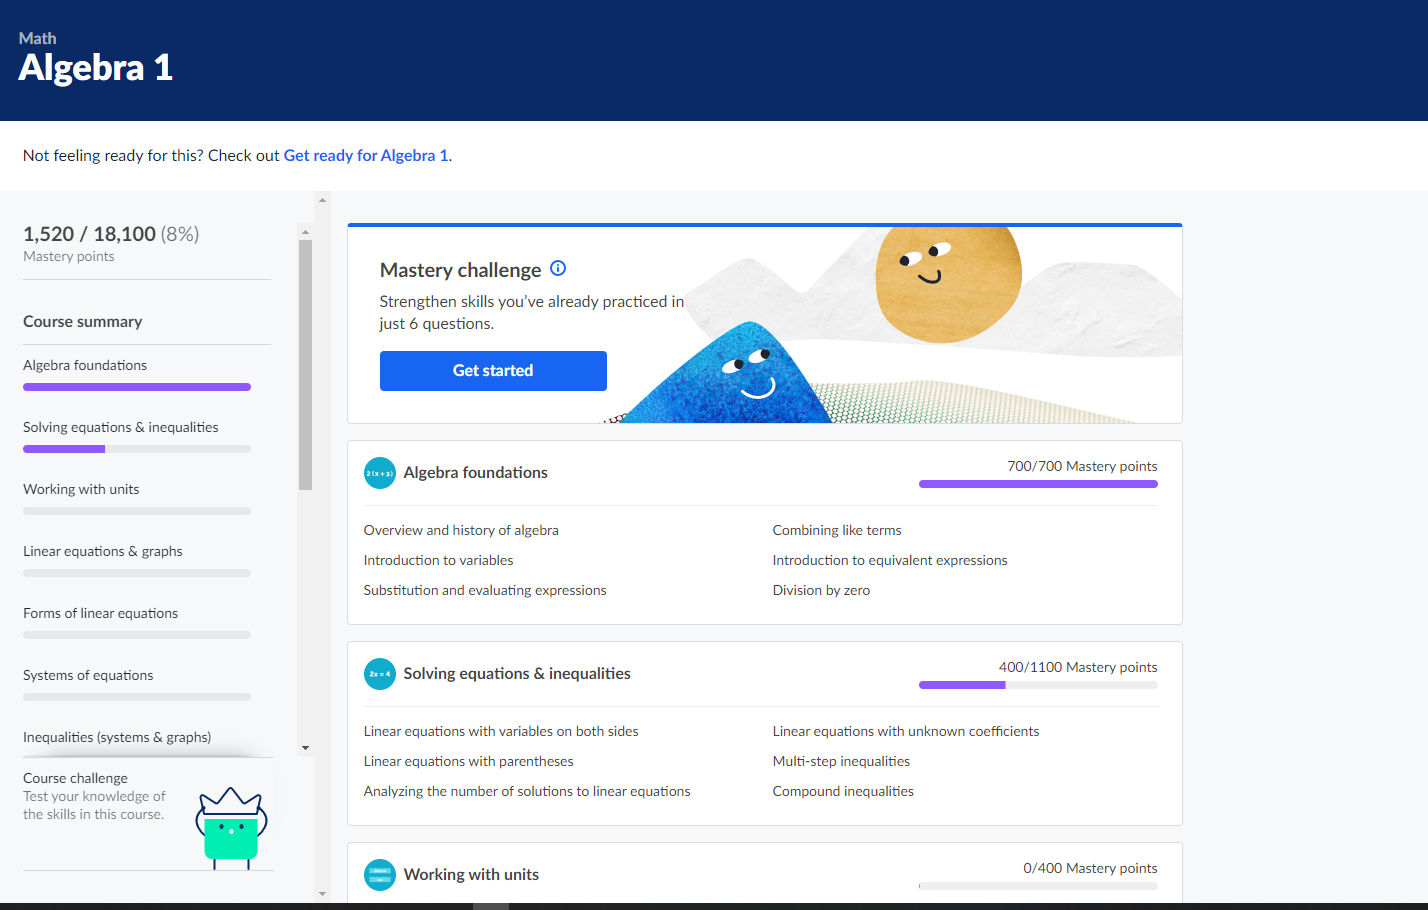 Math
Algebra 1
Not feeling ready for this? Check out Get ready for Algebra 1.
1,520 / 18,100 (8%)
Mastery points
Course summary
Algebra foundations
Solving equations & inequalities
Working with units
Linear equations & graphs
Forms of linear equations
Systems of equations
Inequalities (systems & graphs)
Course challenge
Test your knowledge of
the skills in this course.
Mastery challenge
Strengthen skills you’ve already practiced in
just 6 questions.
Get started
2(x+3)
Algebra foundations
700/700 Mastery points
Overview and history of algebra
Combining like terms
Introduction to variables
Introduction to equivalent expressions
Substitution and evaluating expressions
Division by zero
2x = 4
Solving equations & inequalities
400/1100 Mastery points
Linear equations with variables on both sides
Linear equations with unknown coefficients
Linear equations with parentheses
Multi-step inequalities
Analyzing the number of solutions to linear equations
Compound inequalities
Working with units
0/400 Mastery points